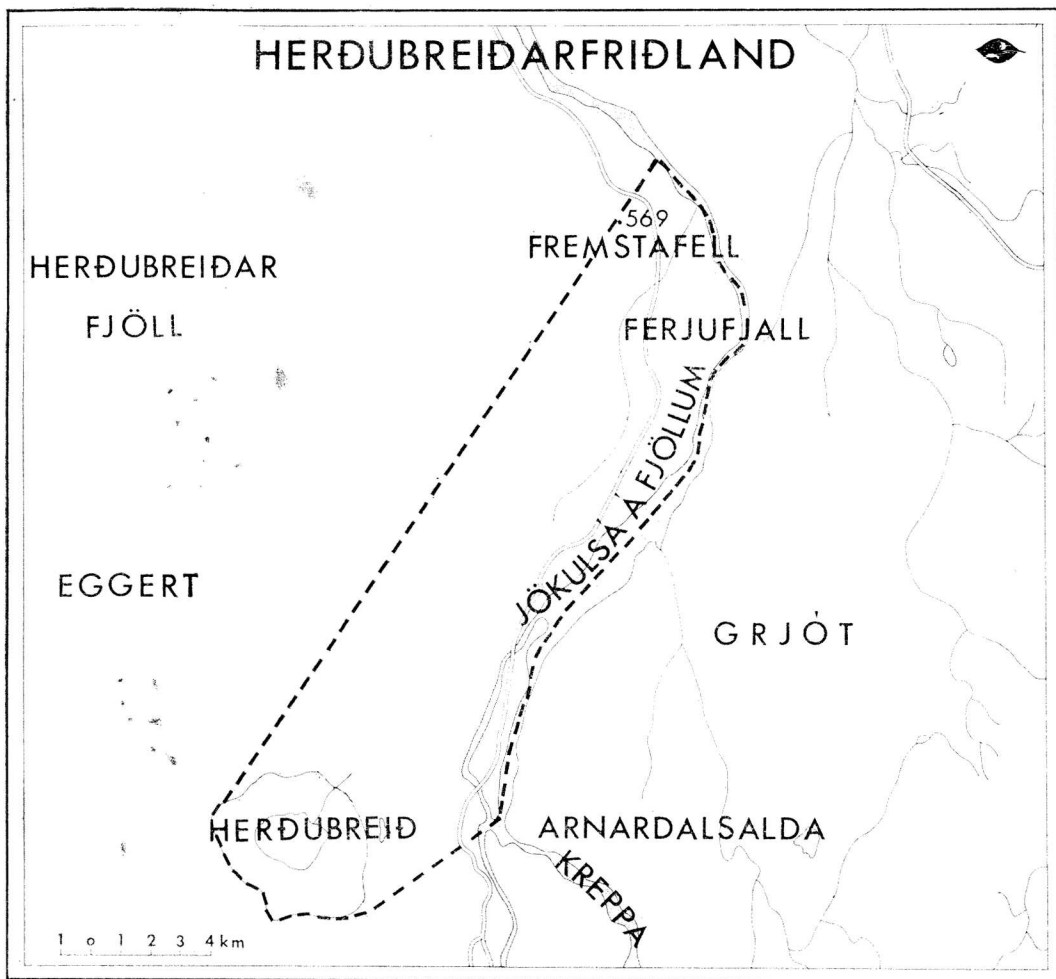 HERÐUBREIÐARFRIÐLAND
.569
FREMSTAFELL
HERÐUBREIÐAR
FJÖLL
FERJUFJALL
JÖKULSÁ Á FJÖLLUM
EGGERT
GRJÓT
HERÐUBREIÐ
ARNARDALSALDA
KREPPA
1 0 1 2 3 4 km